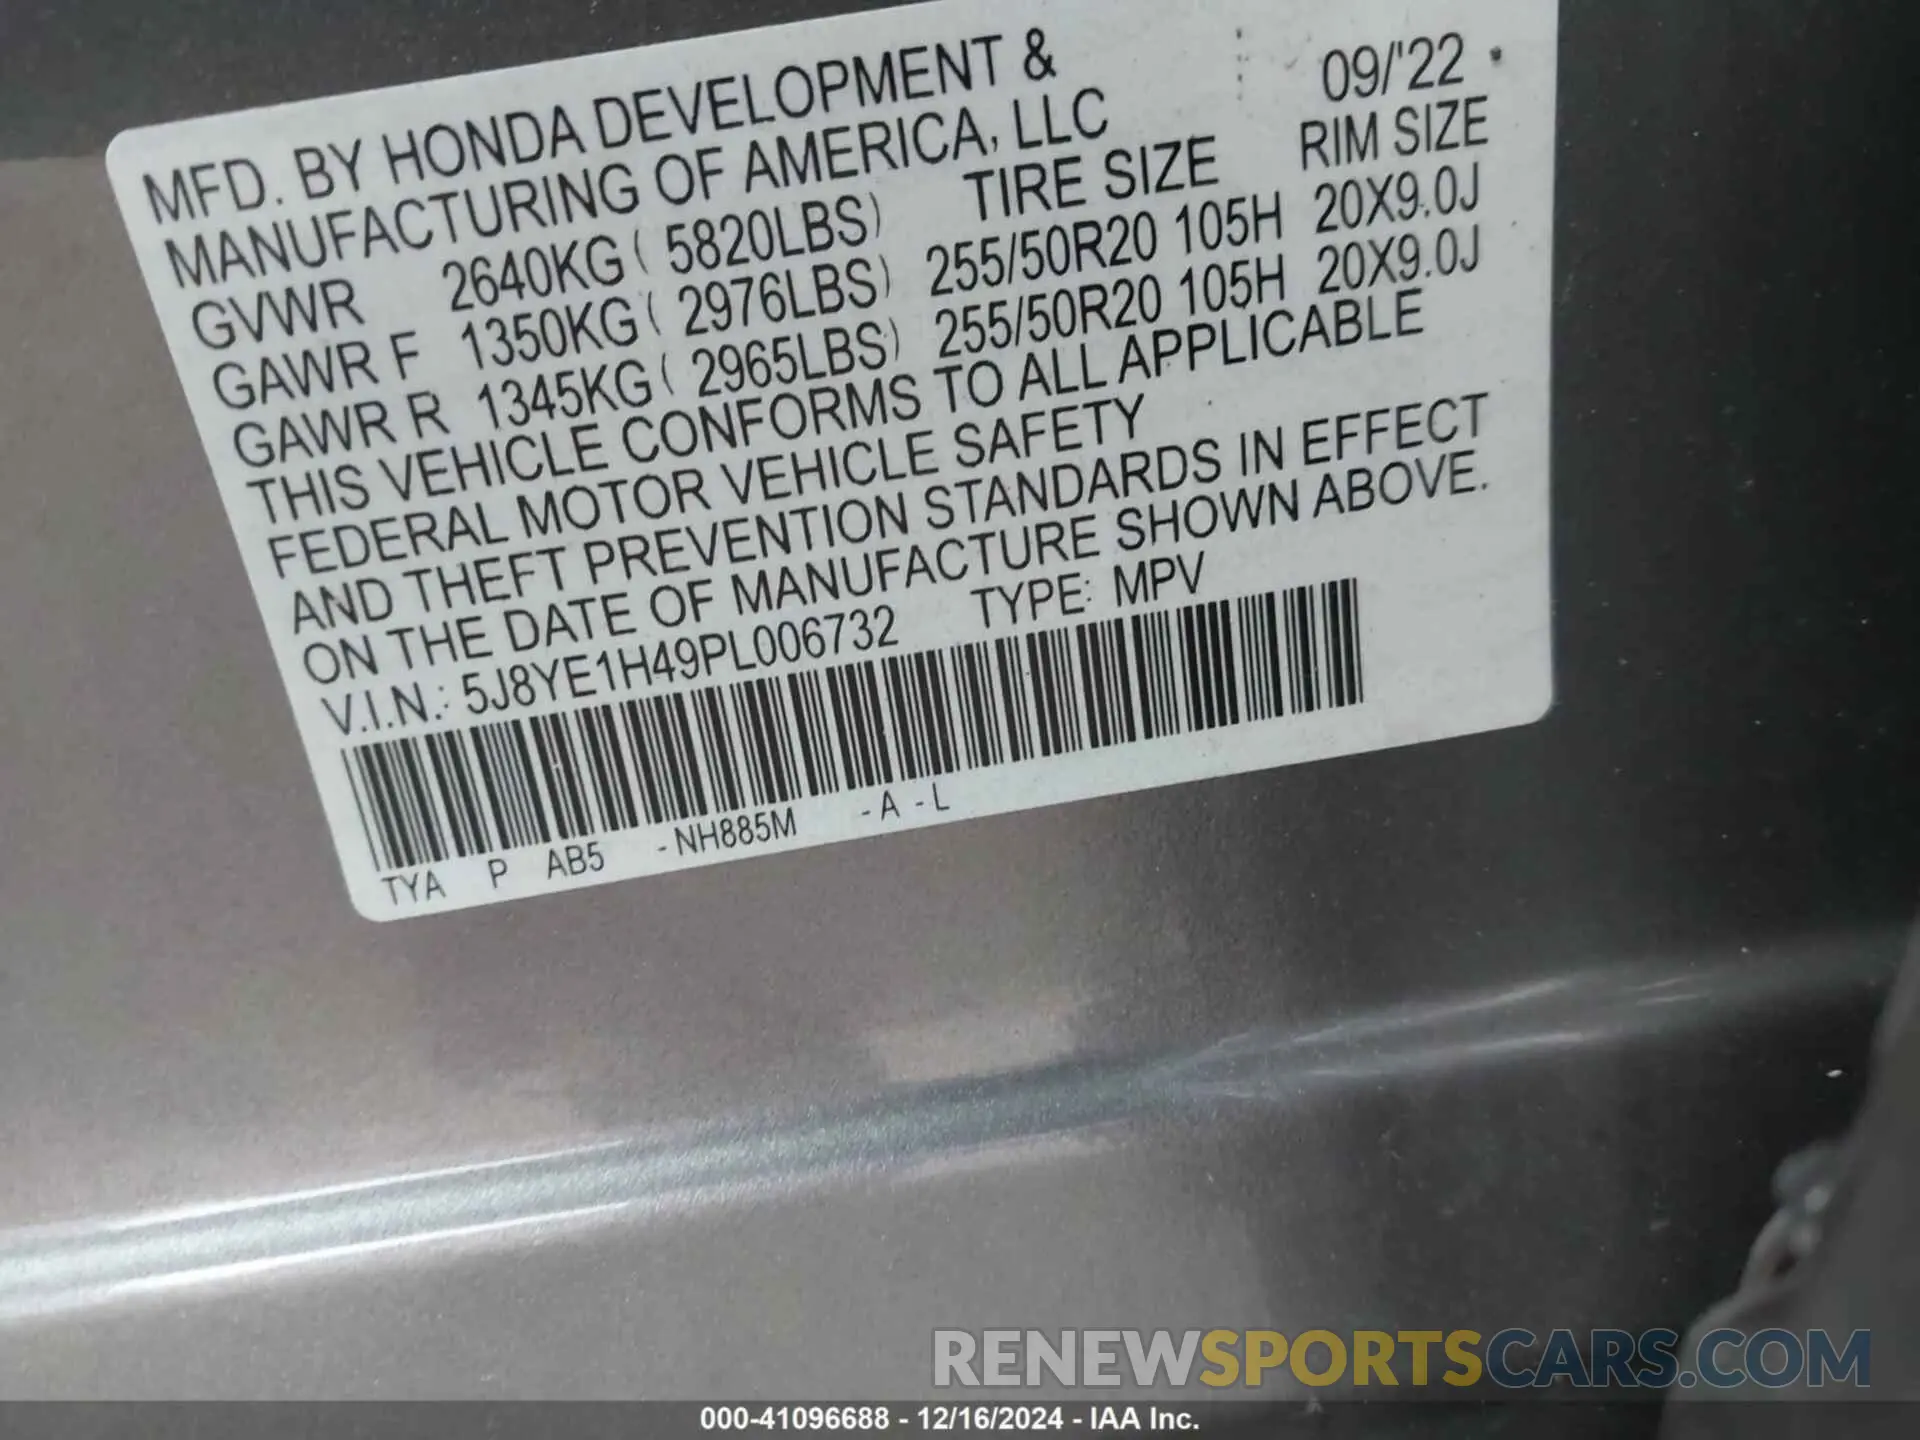 09/'22
MFD. BY HONDA DEVELOPMENT &
MANUFACTURING OF AMERICA, LLC
TIRE SIZE RIM SIZE
GVWR 2640KG( 5820LBS)
GAWR F 1350KG( 2976LBS) 255/50R20 105H 20X9.0J
GAWR R 1345KG( 2965LBS) 255/50R20 105H 20X9.0J
THIS VEHICLE CONFORMS TO ALL APPLICABLE
FEDERAL MOTOR VEHICLE SAFETY
AND THEFT PREVENTION STANDARDS IN EFFECT
ON THE DATE OF MANUFACTURE SHOWN ABOVE.
V.I.N.: 5J8YE1H49PL006732 TYPE: MPV
TYA P AB5 -NH885M -A -L
RENEWSPORTSCARS.COM
000-41096688 - 12/16/2024 - IAA Inc.